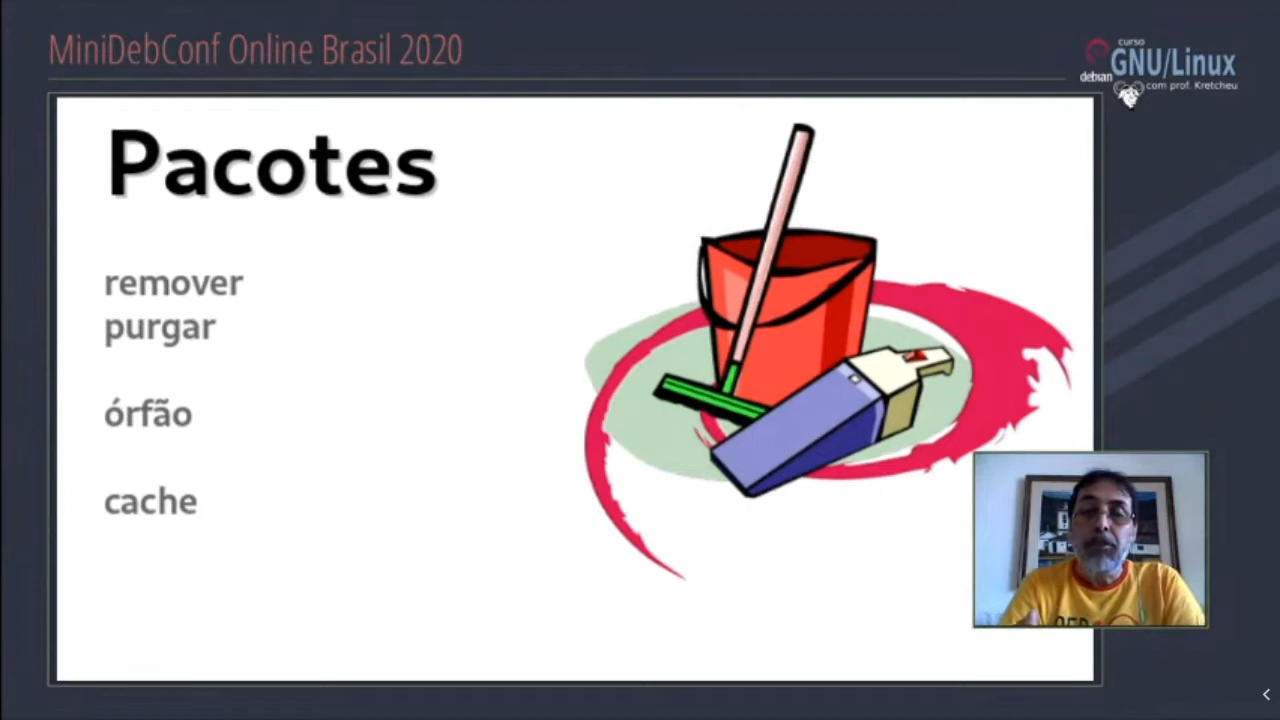 MiniDebConf Online Brasil 2020
curso
GNU/Linux
debian
com prof. Kretcheu
Pacotes
remover
purgar
órfão
cache